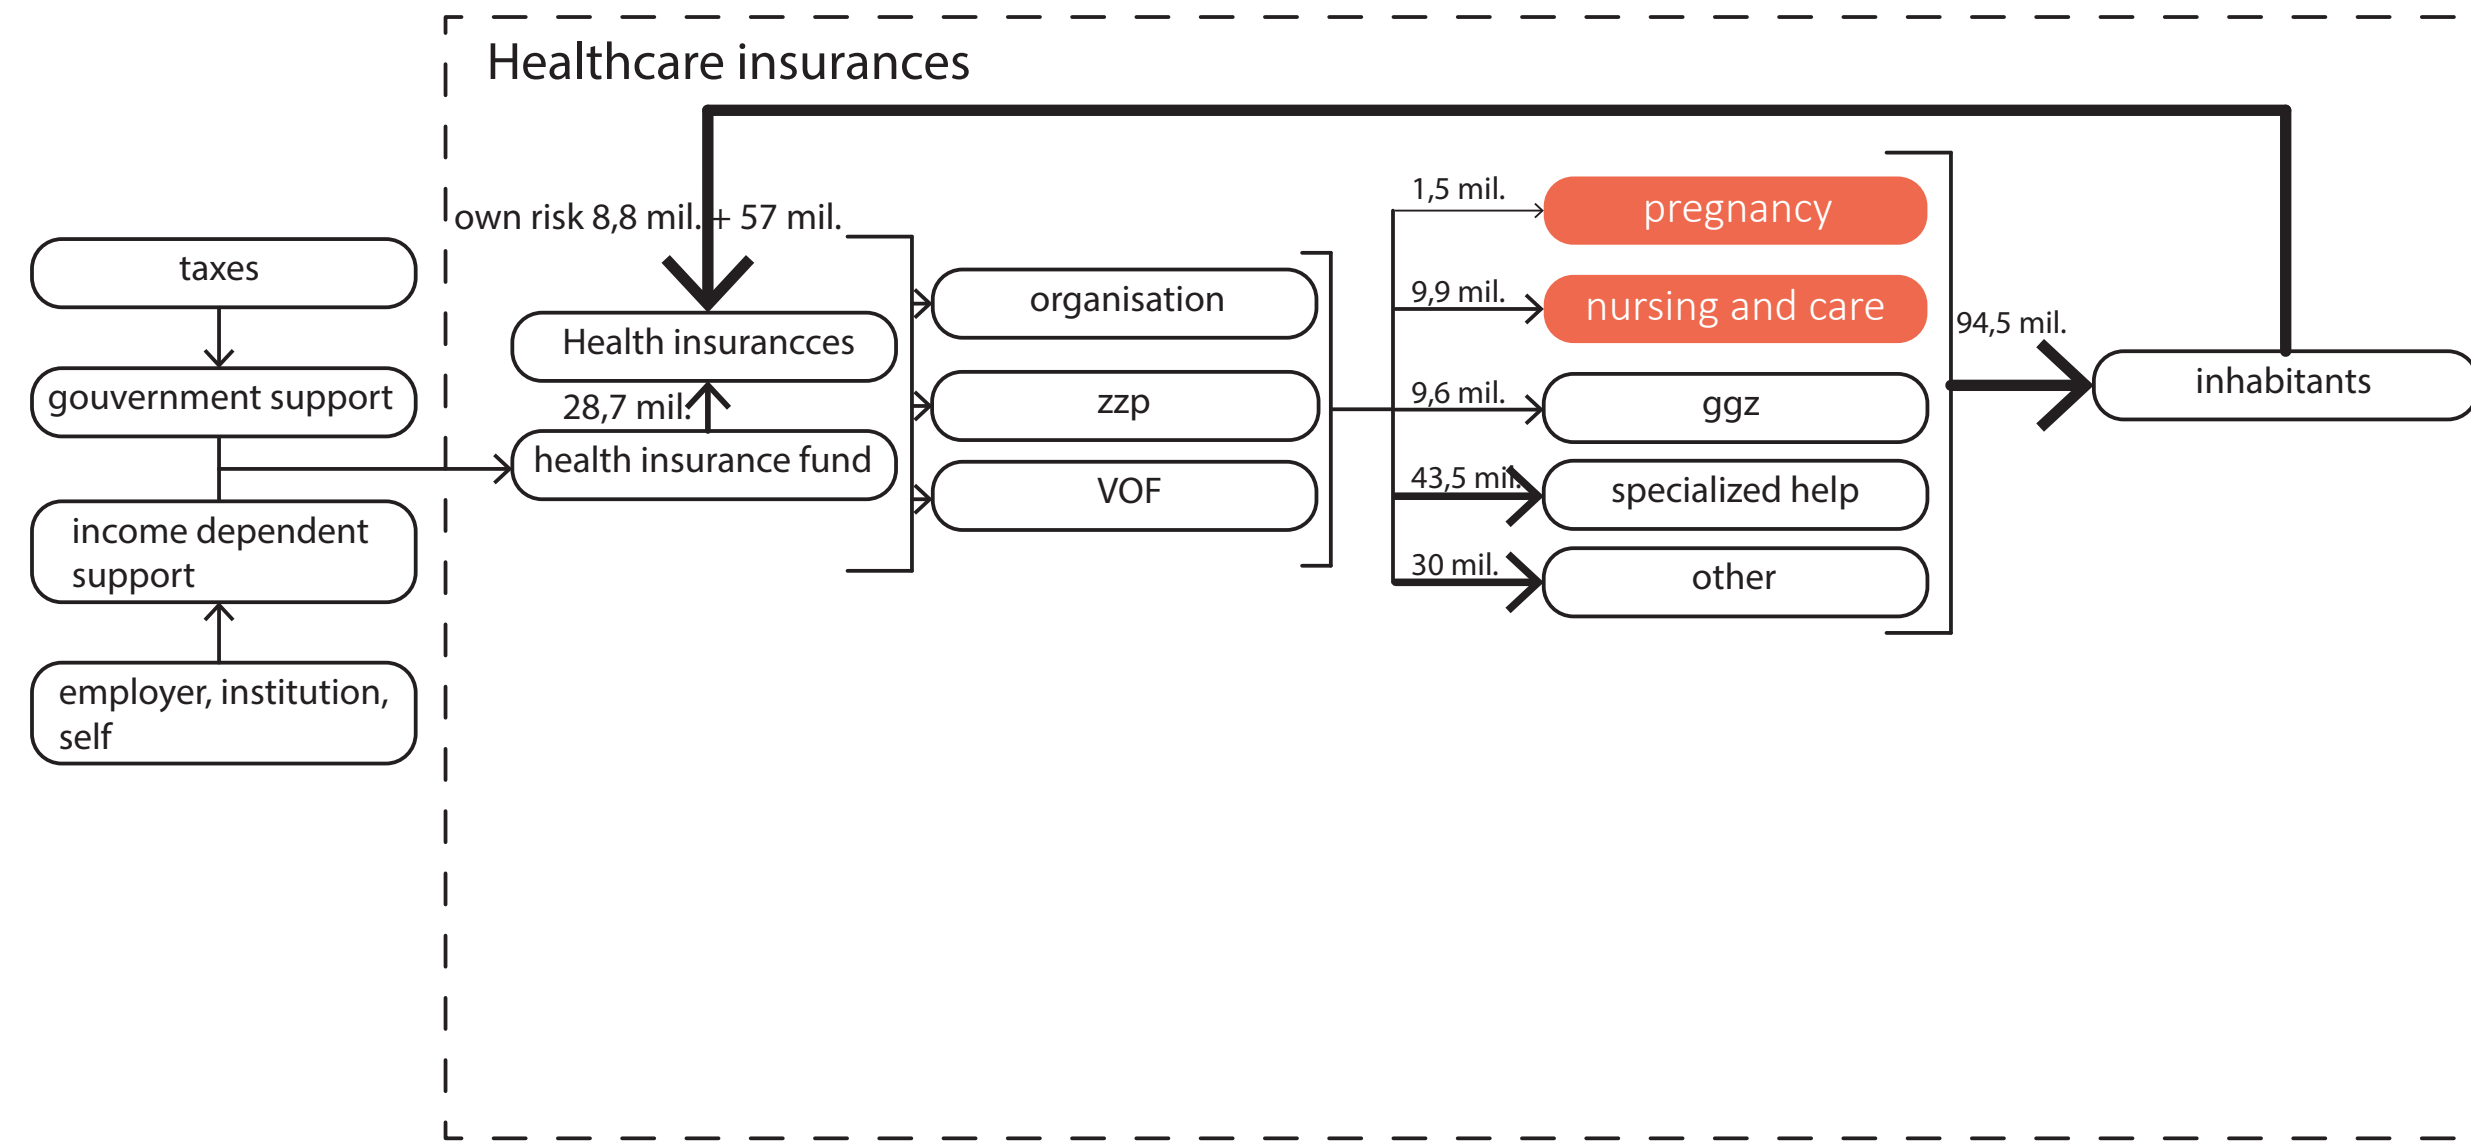 Healthcare insurances
taxes
gouvernment support
income dependent
support
employer, institution,
self
own risk 8,8 mil. + 57 mil.
Health insurancces
28,7 mil.
health insurance fund
organisation
zzp
VOF
1,5 mil.
pregnancy
9,9 mil.
nursing and care
9,6 mil.
ggz
43,5 mil.
specialized help
30 mil.
other
94,5 mil.
inhabitants